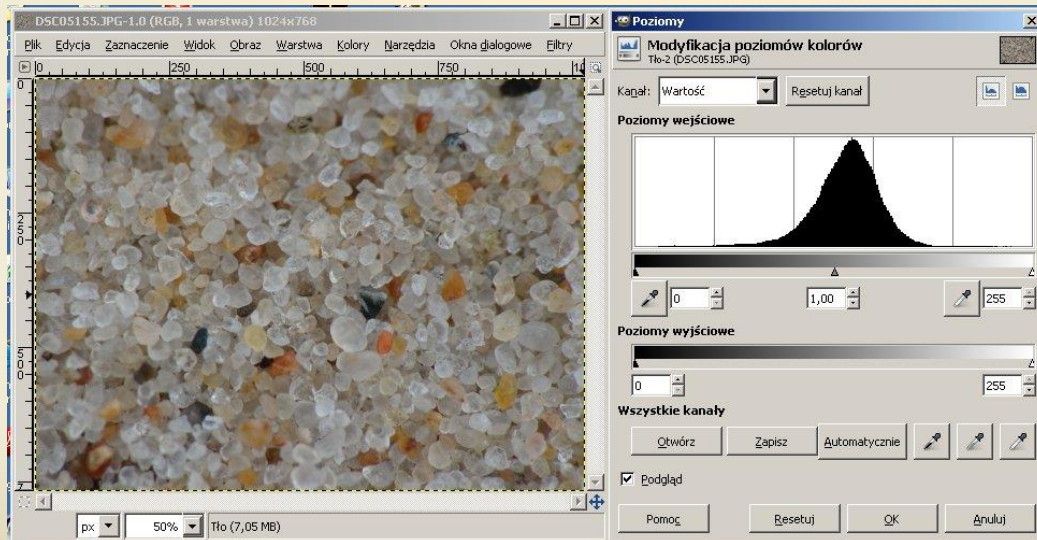 DSC05155.JPG-1.0 (RGB, 1 warstwa) 1024x768
Plik Edycja Zaznaczenie Widok Obraz Warstwa Kolory Narzędzia Okna dialogowe Filtry
0 250 500 750
0
250
500
px 50% Tło (7,05 MB)
Poziomy
Modyfikacja poziomów kolorów
Tło-2 (DSC05155.JPG)
Kanał: Wartość Resetuj kanał
Poziomy wejściowe
0 1,00 255
Poziomy wyjściowe
0 255
Wszystkie kanały
Otwórz Zapisz Automatycznie
Podgląd
Pomoc Resetuj OK Anuluj